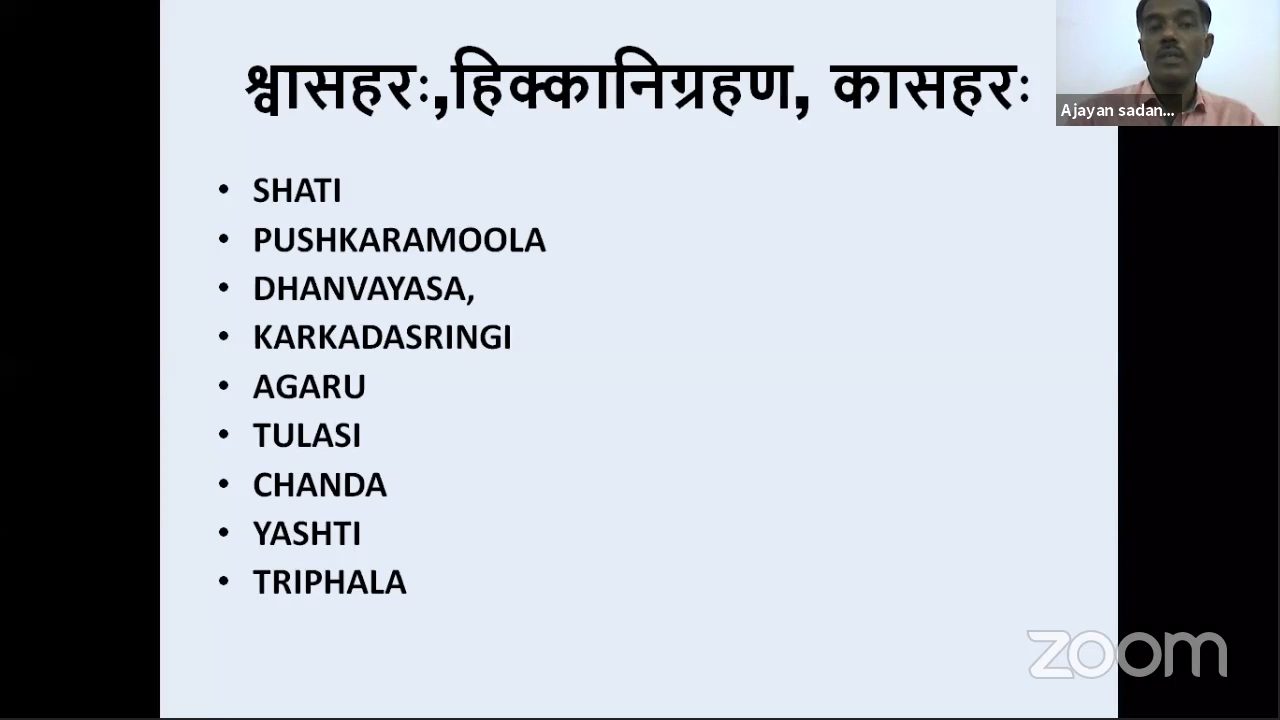 श्वासहरः,हिक्कानिग्रहण, कासहरः
Ajayan sadan...
• SHATI
• PUSHKARAMOOLA
• DHANVAYASA,
• KARKADASRINGI
• AGARU
• TULASI
• CHANDA
• YASHTI
• TRIPHALA
zoom